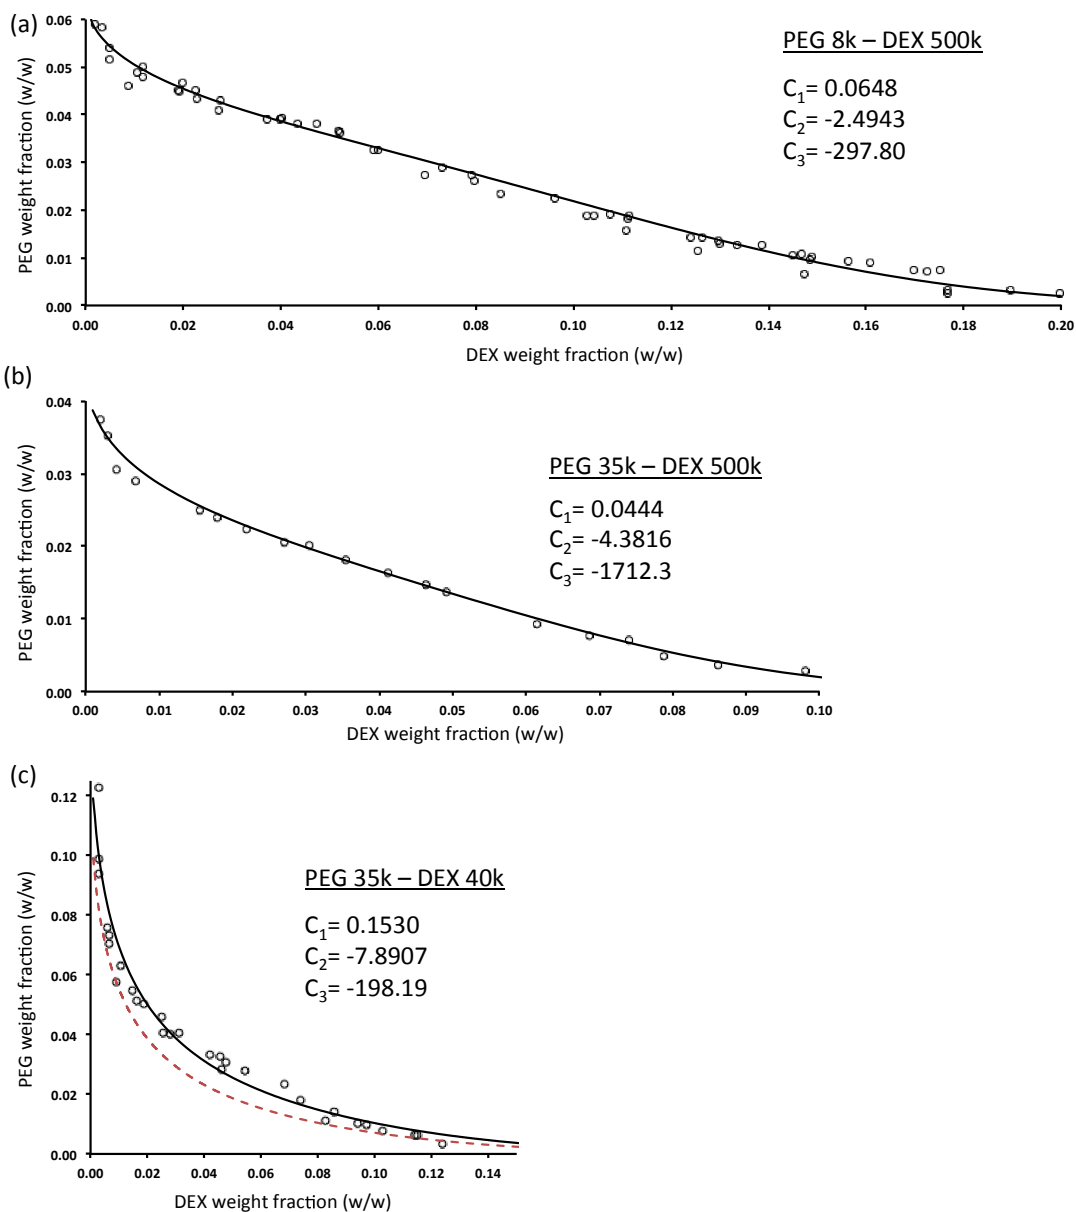 (a)
PEG weight fraction (w/w)
0.06
0.05
0.04
0.03
0.02
0.01
0.00
PEG 8k – DEX 500k
C1= 0.0648
C2= -2.4943
C3= -297.80
0.00 0.02 0.04 0.06 0.08 0.10 0.12 0.14 0.16 0.18 0.20
DEX weight fraction (w/w)
(b)
PEG weight fraction (w/w)
0.04
0.03
0.02
0.01
0.00
PEG 35k – DEX 500k
C1= 0.0444
C2= -4.3816
C3= -1712.3
0.00 0.01 0.02 0.03 0.04 0.05 0.06 0.07 0.08 0.09 0.10
DEX weight fraction (w/w)
(c)
PEG weight fraction (w/w)
0.12
0.10
0.08
0.06
0.04
0.02
0.00
PEG 35k – DEX 40k
C1= 0.1530
C2= -7.8907
C3= -198.19
0.00 0.02 0.04 0.06 0.08 0.10 0.12 0.14
DEX weight fraction (w/w)